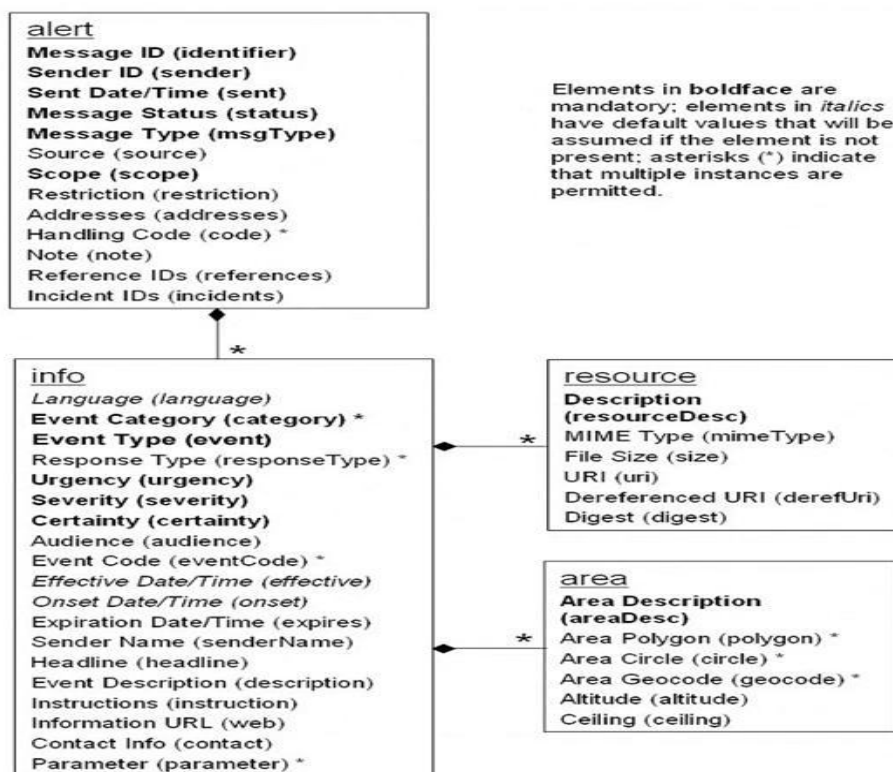 alert
Message ID (identifier)
Sender ID (sender)
Sent Date/Time (sent)
Message Status (status)
Message Type (msgType)
Source (source)
Scope (scope)
Restriction (restriction)
Addresses (addresses)
Handling Code (code) *
Note (note)
Reference IDs (references)
Incident IDs (incidents)
Elements in boldface are
mandatory; elements in italics
have default values that will be
assumed if the element is not
present; asterisks (*) indicate
that multiple instances are
permitted.
*
info
Language (language)
Event Category (category) *
Event Type (event)
Response Type (responseType) *
Urgency (urgency)
Severity (severity)
Certainty (certainty)
Audience (audience)
Event Code (eventCode) *
Effective Date/Time (effective)
Onset Date/Time (onset)
Expiration Date/Time (expires)
Sender Name (senderName)
Headline (headline)
Event Description (description)
Instructions (instruction)
Information URL (web)
Contact Info (contact)
Parameter (parameter) *
*
resource
Description
(resourceDesc)
MIME Type (mimeType)
File Size (size)
URI (uri)
Dereferenced URI (derefUri)
Digest (digest)
*
area
Area Description
(areaDesc)
Area Polygon (polygon) *
Area Circle (circle) *
Area Geocode (geocode) *
Altitude (altitude)
Ceiling (ceiling)